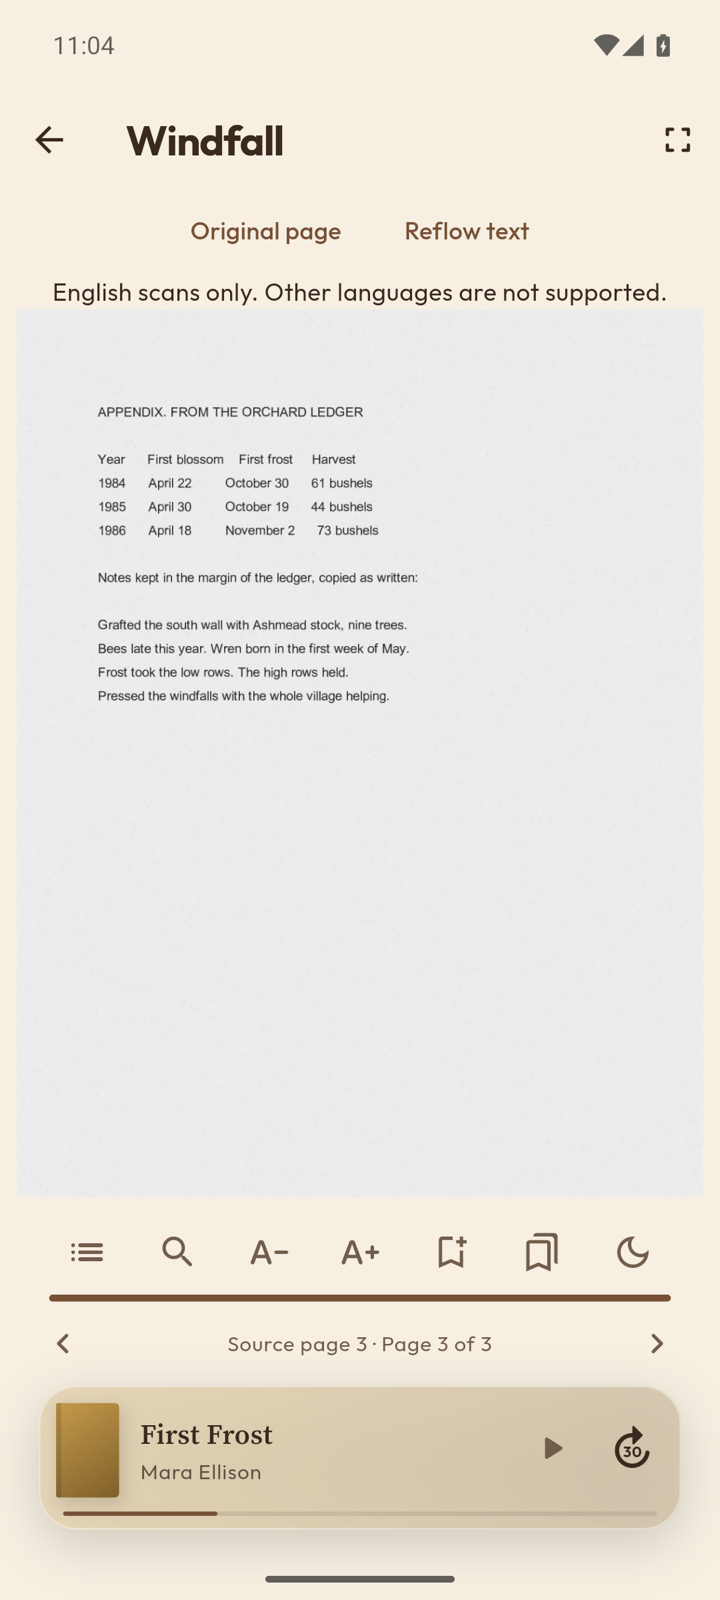 11:04
Windfall
Original page Reflow text
English scans only. Other languages are not supported.
APPENDIX. FROM THE ORCHARD LEDGER
Year First blossom First frost Harvest
1984 April 22 October 30 61 bushels
1985 April 30 October 19 44 bushels
1986 April 18 November 2 73 bushels
Notes kept in the margin of the ledger, copied as written:
Grafted the south wall with Ashmead stock, nine trees.
Bees late this year. Wren born in the first week of May.
Frost took the low rows. The high rows held.
Pressed the windfalls with the whole village helping.
A− A+
Source page 3 · Page 3 of 3
First Frost
30
Mara Ellison